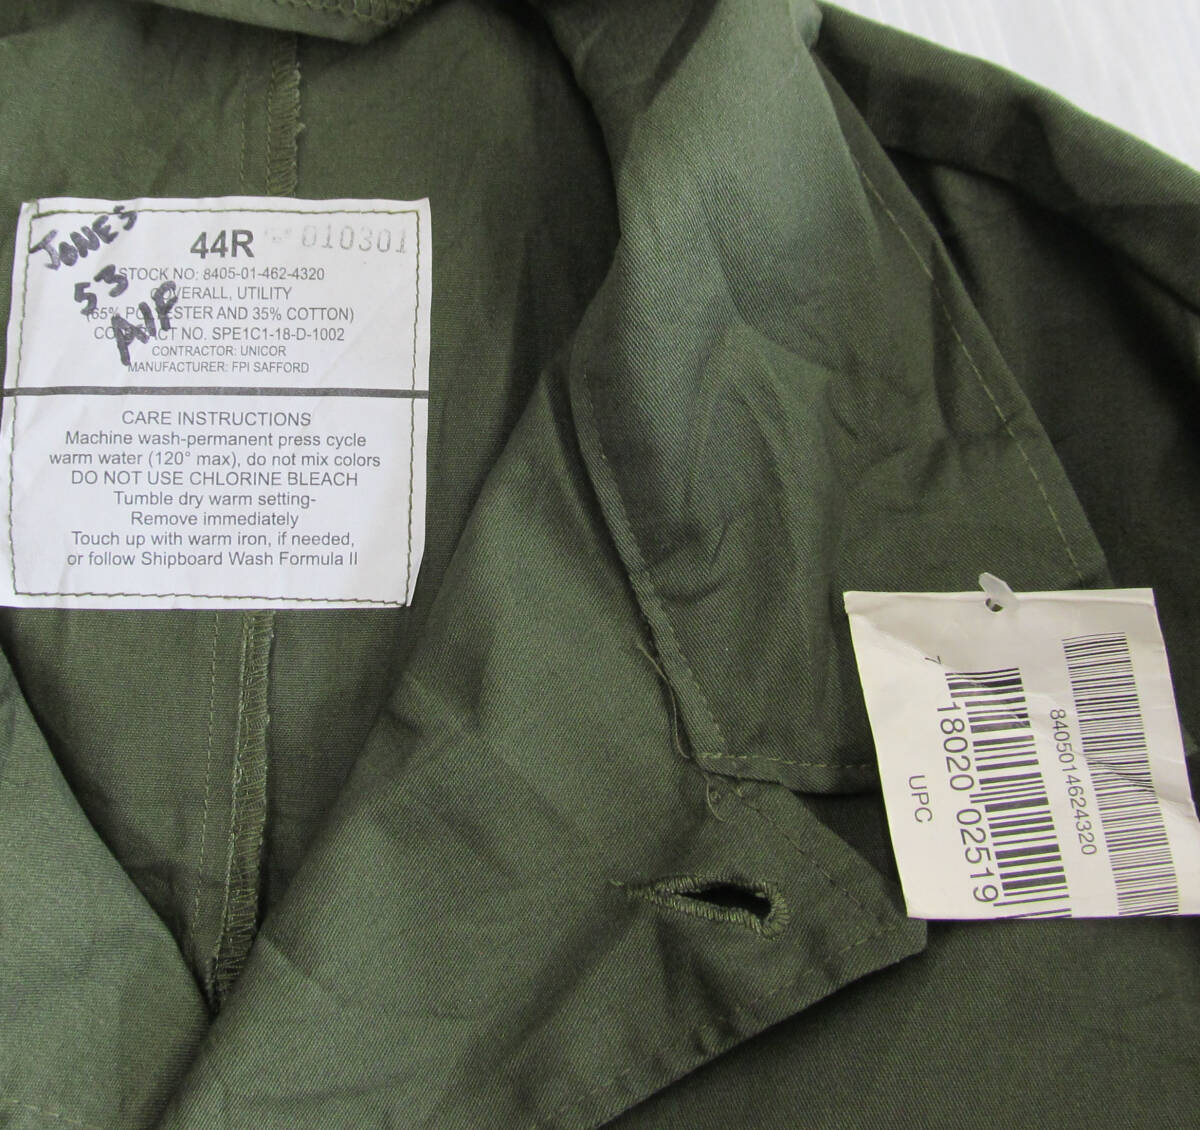 JONES
53
AIP
44R 010301
STOCK NO: 8405-01-462-4320
COVERALL, UTILITY
(65% POLYESTER AND 35% COTTON)
CONTRACT NO. SPE1C1-18-D-1002
CONTRACTOR: UNICOR
MANUFACTURER: FPI SAFFORD
CARE INSTRUCTIONS
Machine wash-permanent press cycle
warm water (120° max), do not mix colors
DO NOT USE CHLORINE BLEACH
Tumble dry warm setting-
Remove immediately
Touch up with warm iron, if needed,
or follow Shipboard Wash Formula II
8405014624320
7 18020 02519
UPC